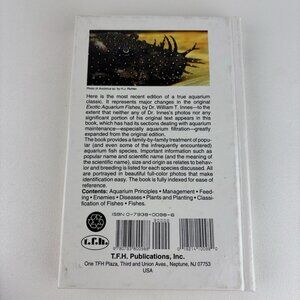 Photo of Ancistrus sp. by H.J. Richter.
Here is the most recent edition of a true aquarium
classic. It represents major changes in the original
Exotic Aquarium Fishes, by Dr. William T. Innes—to the
extent that neither any of Dr. Innes's photos nor any
significant portion of his original text appears in this
book, which has its sections dealing with aquarium
maintenance—especially aquarium filtration—greatly
expanded from the original edition.
The book provides a family-by-family treatment of popu-
lar (and even some of the infrequently encountered)
aquarium fish species. Important information such as
popular name and scientific name (and the meaning of
the scientific name), size and origin as relates to behav-
ior and breeding is listed for each species discussed. All
as portrayed in beautiful full-color photos that make
identification easy. The book is fully indexed for ease of
reference.
Contents: Aquarium Principles • Management • Feed-
ing • Enemies • Diseases • Plants and Planting • Classi-
fication of Fishes • Fishes.
ISBN 0-7938-0098-6
t.f.h.
T.F.H. Publications, Inc.
One TFH Plaza, Third and Union Aves., Neptune, NJ 07753
USA